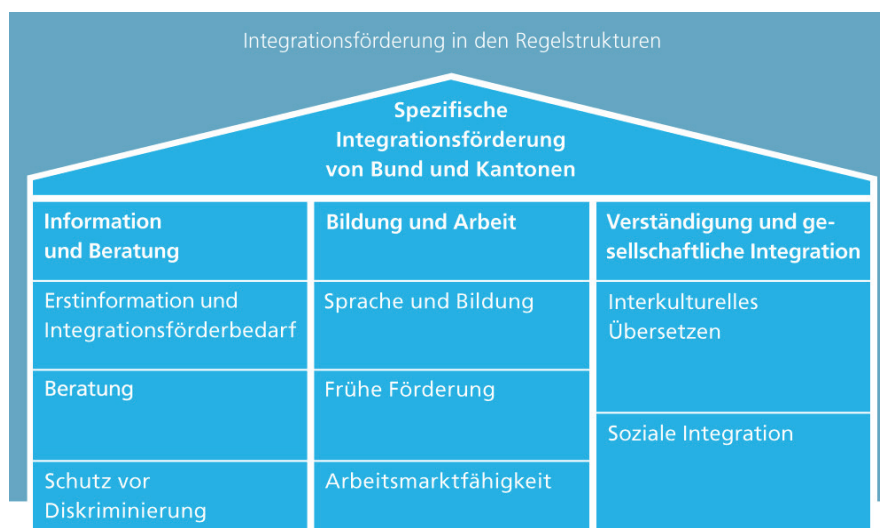 Integrationsförderung in den Regelstrukturen
Spezifische
Integrationsförderung
von Bund und Kantonen
Information
und Beratung
Erstinformation und
Integrationsförderbedarf
Beratung
Schutz vor
Diskriminierung
Bildung und Arbeit
Sprache und Bildung
Frühe Förderung
Arbeitsmarktfähigkeit
Verständigung und ge-
sellschaftliche Integration
Interkulturelles
Übersetzen
Soziale Integration